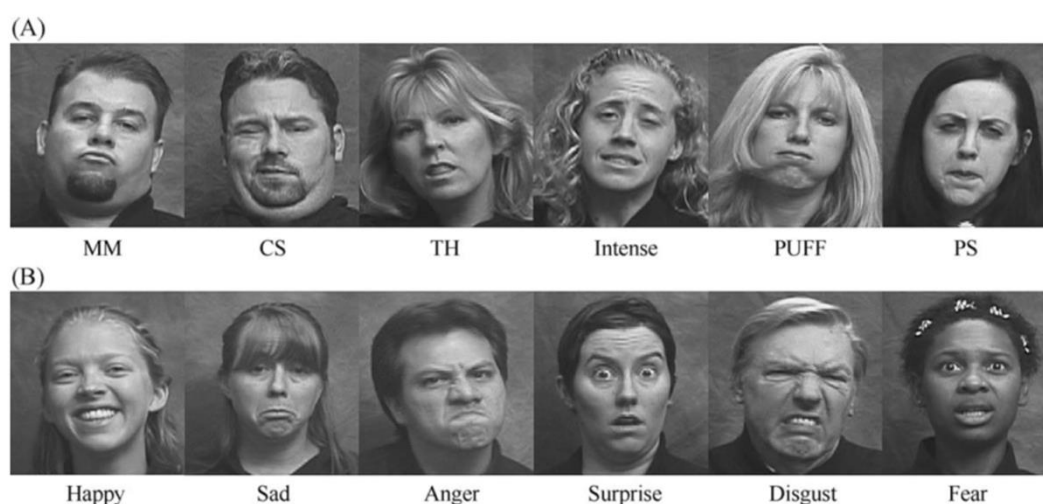 (A)
MM CS TH Intense PUFF PS
(B)
Happy Sad Anger Surprise Disgust Fear